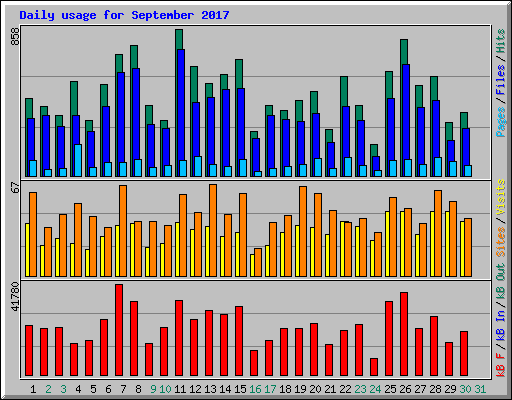 Daily usage for September 2017
858
Pages / Files / Hits
67
Sites / Visits
41780
kB F / kB In / kB Out
1 2 3 4 5 6 7 8 9 10 11 12 13 14 15 16 17 18 19 20 21 22 23 24 25 26 27 28 29 30 31